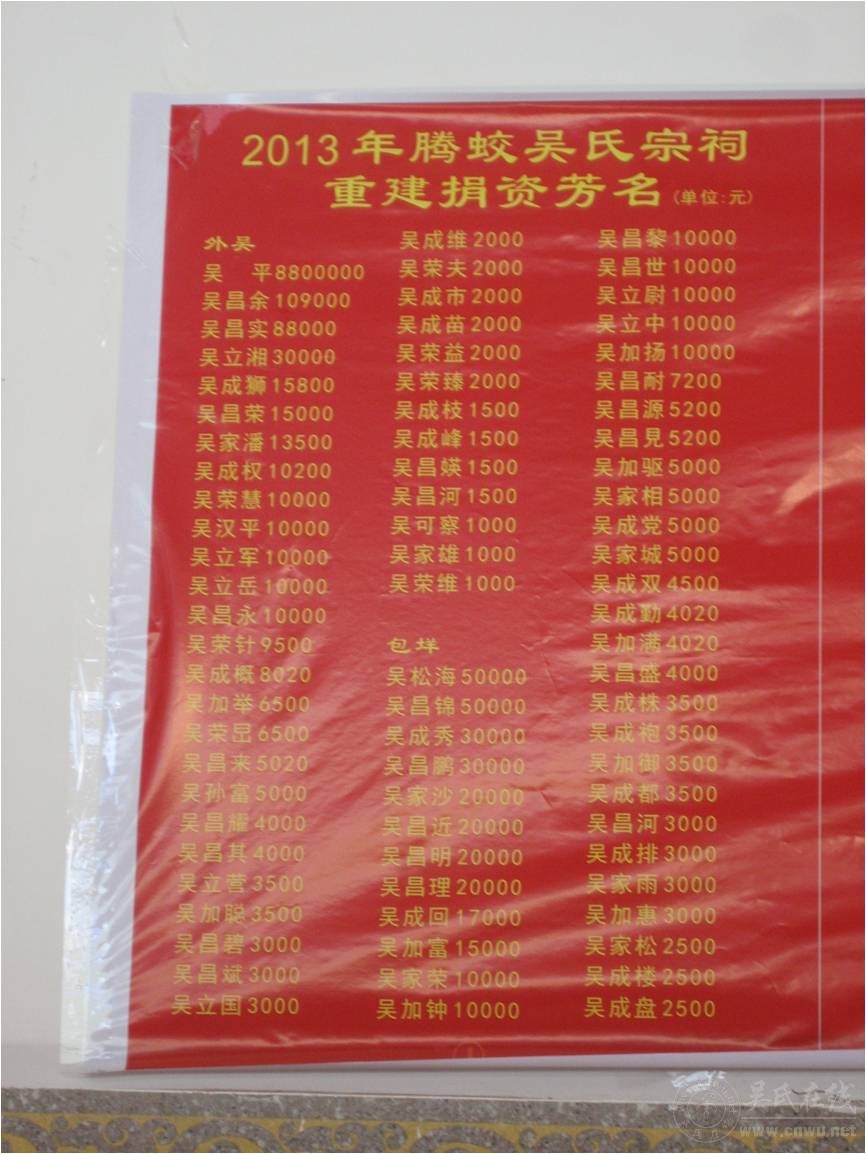 2013年腾蛟吴氏宗祠
重建捐资芳名(单位:元)
外吴
吴 平8800000
吴昌余109000
吴昌实88000
吴立湘30000
吴成狮15800
吴昌荣15000
吴家潘13500
吴成权10200
吴荣慧10000
吴汉平10000
吴立军10000
吴立岳10000
吴昌永10000
吴荣针9500
吴成概8020
吴加举6500
吴荣昆6500
吴昌来5020
吴孙富5000
吴昌耀4000
吴昌其4000
吴立营3500
吴加聪3500
吴昌碧3000
吴昌斌3000
吴立国3000
吴成维2000
吴荣夫2000
吴成市2000
吴成苗2000
吴荣益2000
吴荣臻2000
吴成枝1500
吴成峰1500
吴昌媖1500
吴昌河1500
吴可察1000
吴家雄1000
吴荣维1000
包垟
吴松海50000
吴昌锦50000
吴成秀30000
吴昌鹏30000
吴家沙20000
吴昌近20000
吴昌明20000
吴昌理20000
吴成回17000
吴加富15000
吴家荣10000
吴加钟10000
吴昌黎10000
吴昌世10000
吴立尉10000
吴立中10000
吴加扬10000
吴昌耐7200
吴昌源5200
吴昌見5200
吴加驱5000
吴家相5000
吴成党5000
吴家城5000
吴成双4500
吴成勤4020
吴加满4020
吴昌盛4000
吴成株3500
吴成袍3500
吴加御3500
吴成都3500
吴昌河3000
吴成排3000
吴家雨3000
吴加惠3000
吴家松2500
吴成楼2500
吴成盘2500
吴氏在线
www.cnwu.net